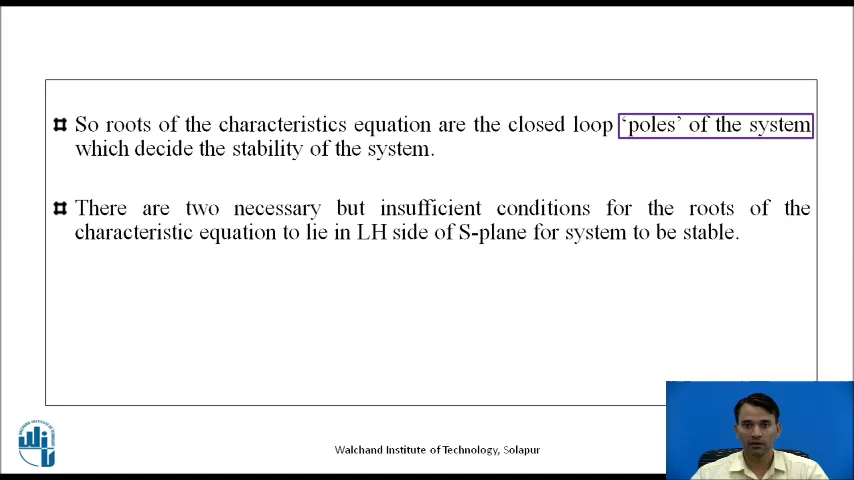 So roots of the characteristics equation are the closed loop ‘poles’ of the system
which decide the stability of the system.
There are two necessary but insufficient conditions for the roots of the
characteristic equation to lie in LH side of S-plane for system to be stable.
Walchand Institute of Technology, Solapur